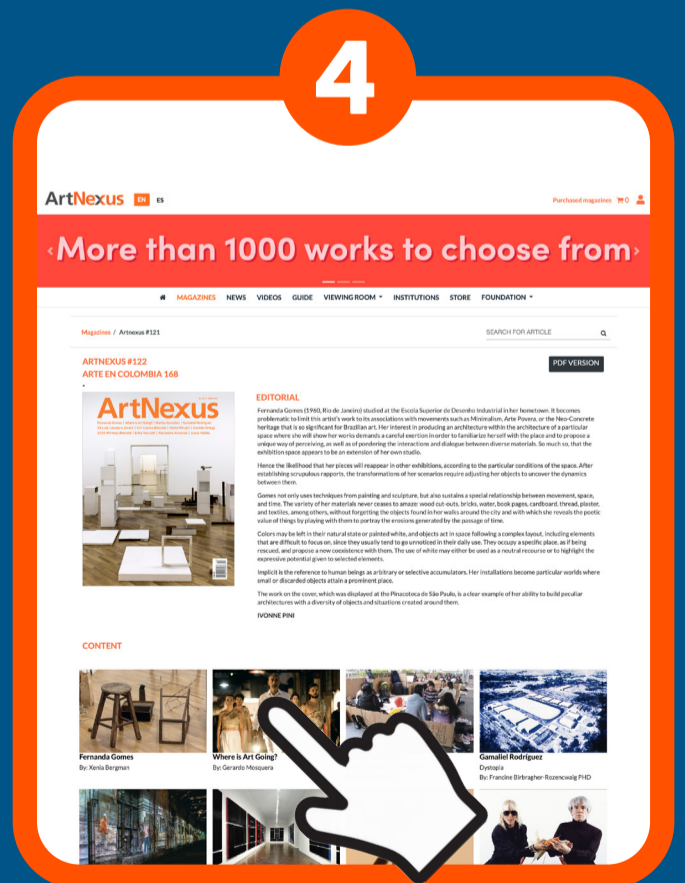 4
ArtNexus EN ES
Purchased magazines 0
‹More than 1000 works to choose from›
MAGAZINES NEWS VIDEOS GUIDE VIEWING ROOM INSTITUTIONS STORE FOUNDATION
Magazines / Artnexus #121
SEARCH FOR ARTICLE
ARTNEXUS #122
ARTE EN COLOMBIA 168
PDF VERSION
ArtNexus
EDITORIAL
Fernanda Gomes (1960, Rio de Janeiro) studied at the Escola Superior de Desenho Industrial in her hometown. It becomes
problematic to limit this artist's work to its associations with movements such as Minimalism, Arte Povera, or the Neo-Concrete
heritage that is so significant for Brazilian art. Her interest in producing an architecture within the architecture of a particular
space where she will show her works demands a careful exertion in order to familiarize herself with the place and to propose a
unique way of perceiving, as well as of pondering the interactions and dialogue between diverse materials. So much so, that the
exhibition space appears to be an extension of her own studio.
Hence the likelihood that her pieces will reappear in other exhibitions, according to the particular conditions of the space. After
establishing scrupulous rapports, the transformations of her scenarios require adjusting her objects to uncover the dynamics
between them.
Gomes not only uses techniques from painting and sculpture, but also sustains a special relationship between movement, space,
and time. The variety of her materials never ceases to amaze: wood cut-outs, bricks, water, book pages, cardboard, thread, plaster,
and textiles, among others, without forgetting the objects found in her walks around the city and with which she reveals the poetic
value of things by playing with them to portray the erosions generated by the passage of time.
Colors may be left in their natural state or painted white, and objects act in space following a complex layout, including elements
that are difficult to focus on, since they usually tend to go unnoticed in their daily use. They occupy a specific place, as if being
rescued, and propose a new coexistence with them. The use of white may either be used as a neutral recourse or to highlight the
expressive potential given to selected elements.
Implicit is the reference to human beings as arbitrary or selective accumulators. Her installations become particular worlds where
small or discarded objects attain a prominent place.
The work on the cover, which was displayed at the Pinacoteca de São Paulo, is a clear example of her ability to build peculiar
architectures with a diversity of objects and situations created around them.
IVONNE PINI
CONTENT
Fernanda Gomes
By: Xenia Bergman
Where is Art Going?
By: Gerardo Mosquera
Gamaliel Rodríguez
Dystopia
By: Francine Birbragher-Rozencwaig PHD